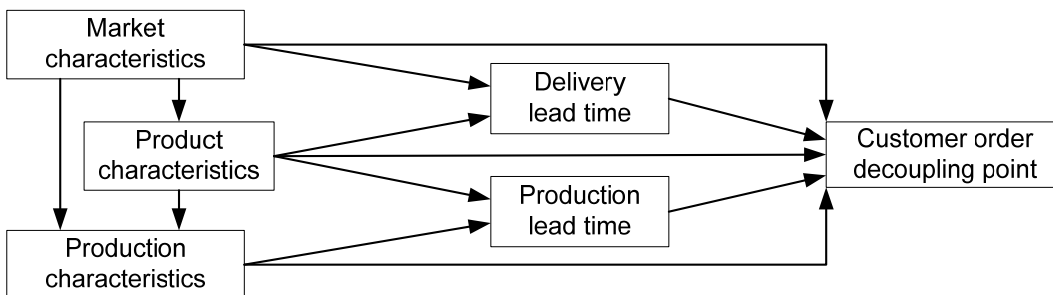 Market
characteristics
Delivery
lead time
Product
characteristics
Customer order
decoupling point
Production
lead time
Production
characteristics